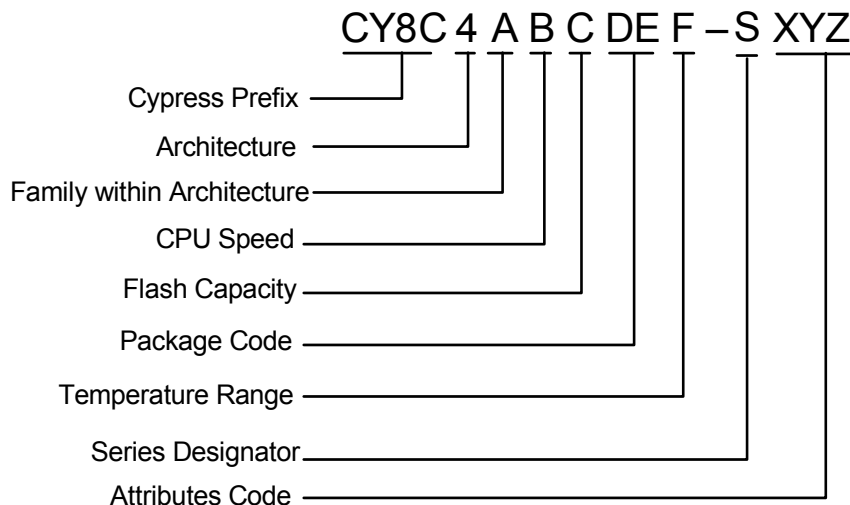 CY8C 4 A B C DE F – S XYZ
Cypress Prefix
Architecture
Family within Architecture
CPU Speed
Flash Capacity
Package Code
Temperature Range
Series Designator
Attributes Code